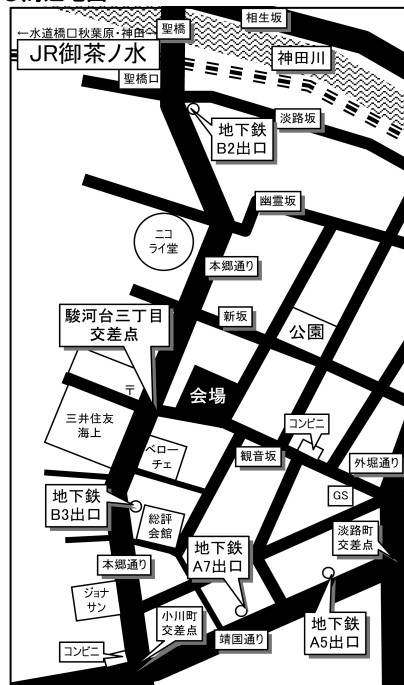 相生坂
聖橋
←水道橋口秋葉原・神田→
JR御茶ノ水
神田川
聖橋口
淡路坂
地下鉄
B2出口
幽霊坂
ニコ
ライ堂
本郷通り
新坂
駿河台三丁目
交差点
公園
〒
会場
三井住友
海上
コンビニ
ベロー
チェ
観音坂
外堀通り
地下鉄
B3出口
GS
総評
会館
淡路町
交差点
地下鉄
A7出口
本郷通り
ジョナ
サン
小川町
交差点
地下鉄
A5出口
靖国通り
コンビニ